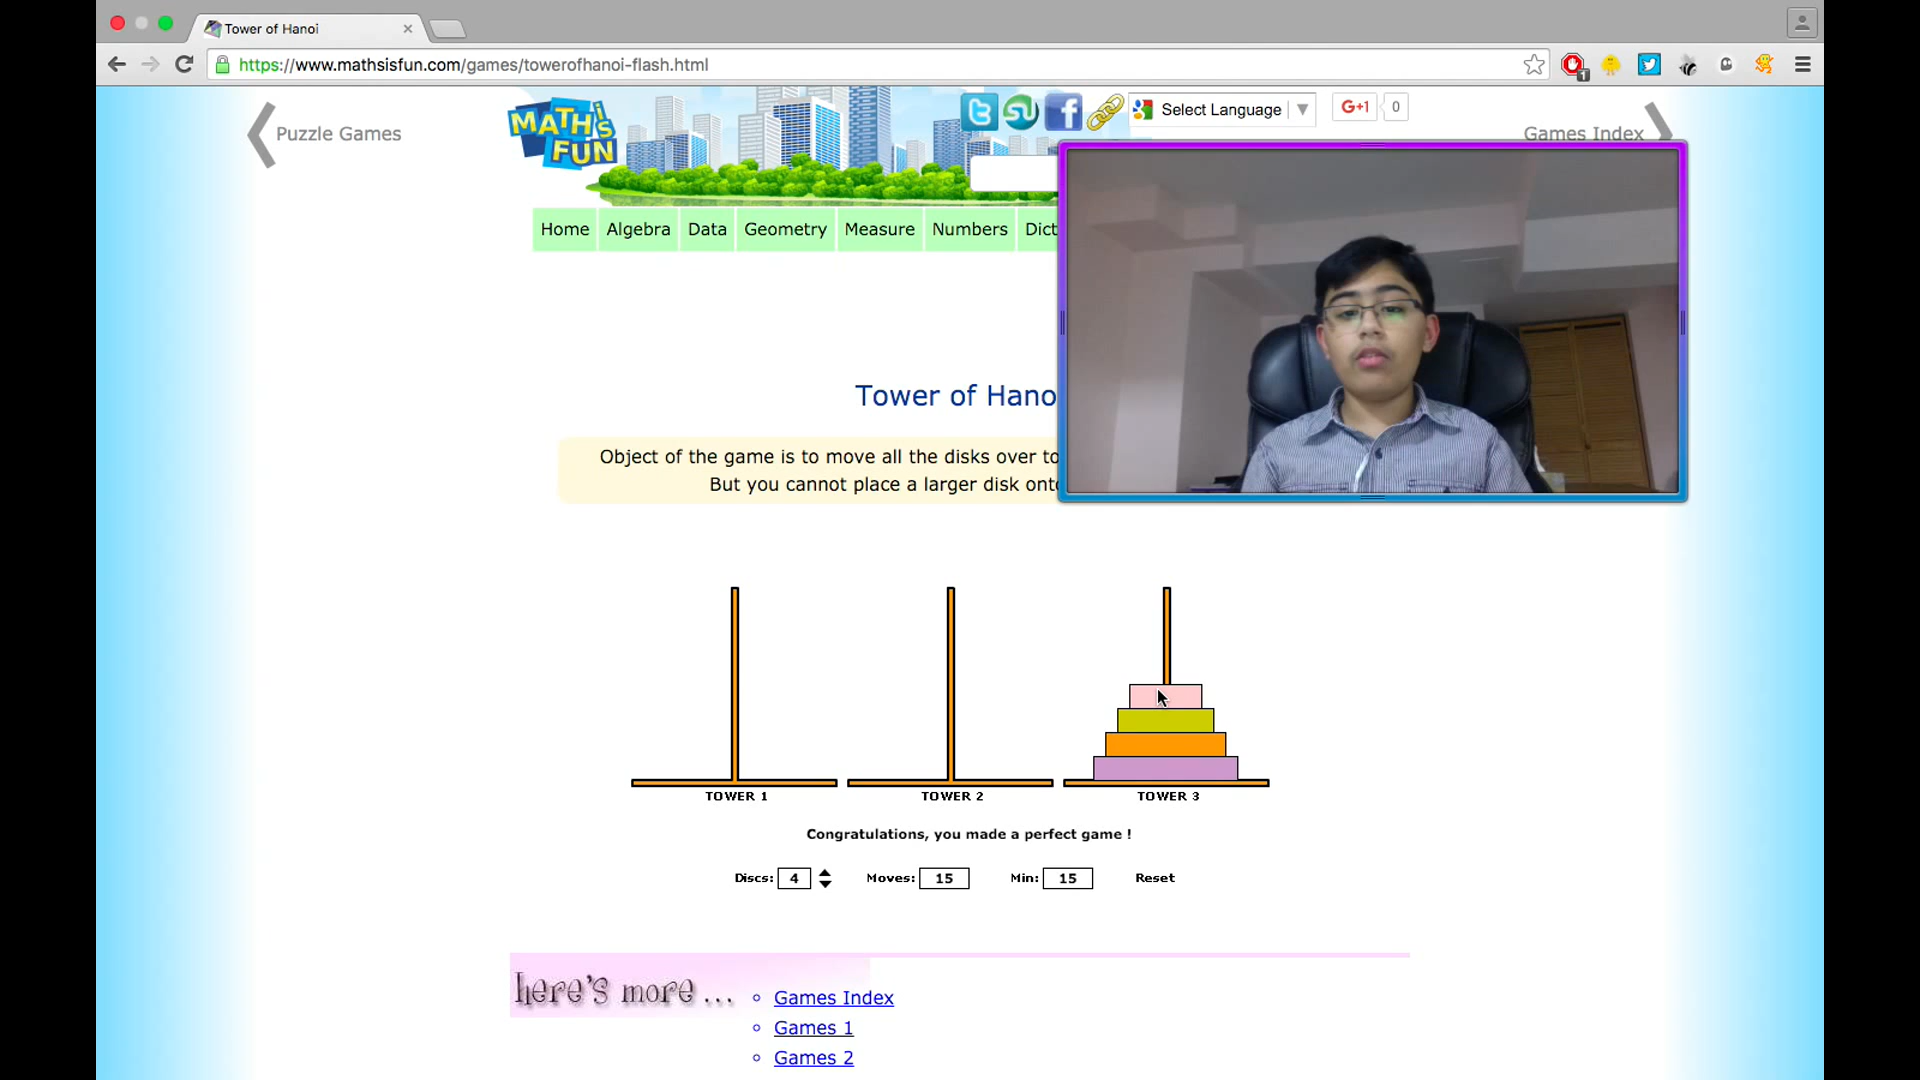 Tower of Hanoi
https://www.mathsisfun.com/games/towerofhanoi-flash.html
1
Puzzle Games
MATH is FUN
Select Language
G+1
0
Games Index
Home
Algebra
Data
Geometry
Measure
Numbers
Dict
Tower of Hano
Object of the game is to move all the disks over to
But you cannot place a larger disk onto
TOWER 1
TOWER 2
TOWER 3
Congratulations, you made a perfect game !
Discs: 4
Moves: 15
Min: 15
Reset
here's more ...
Games Index
Games 1
Games 2